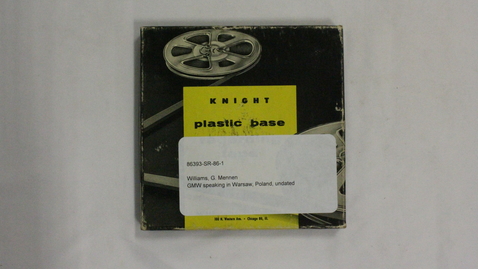 KNIGHT
plastic base
86393-SR-86-1
Williams, G. Mennen
GMW speaking in Warsaw, Poland, undated